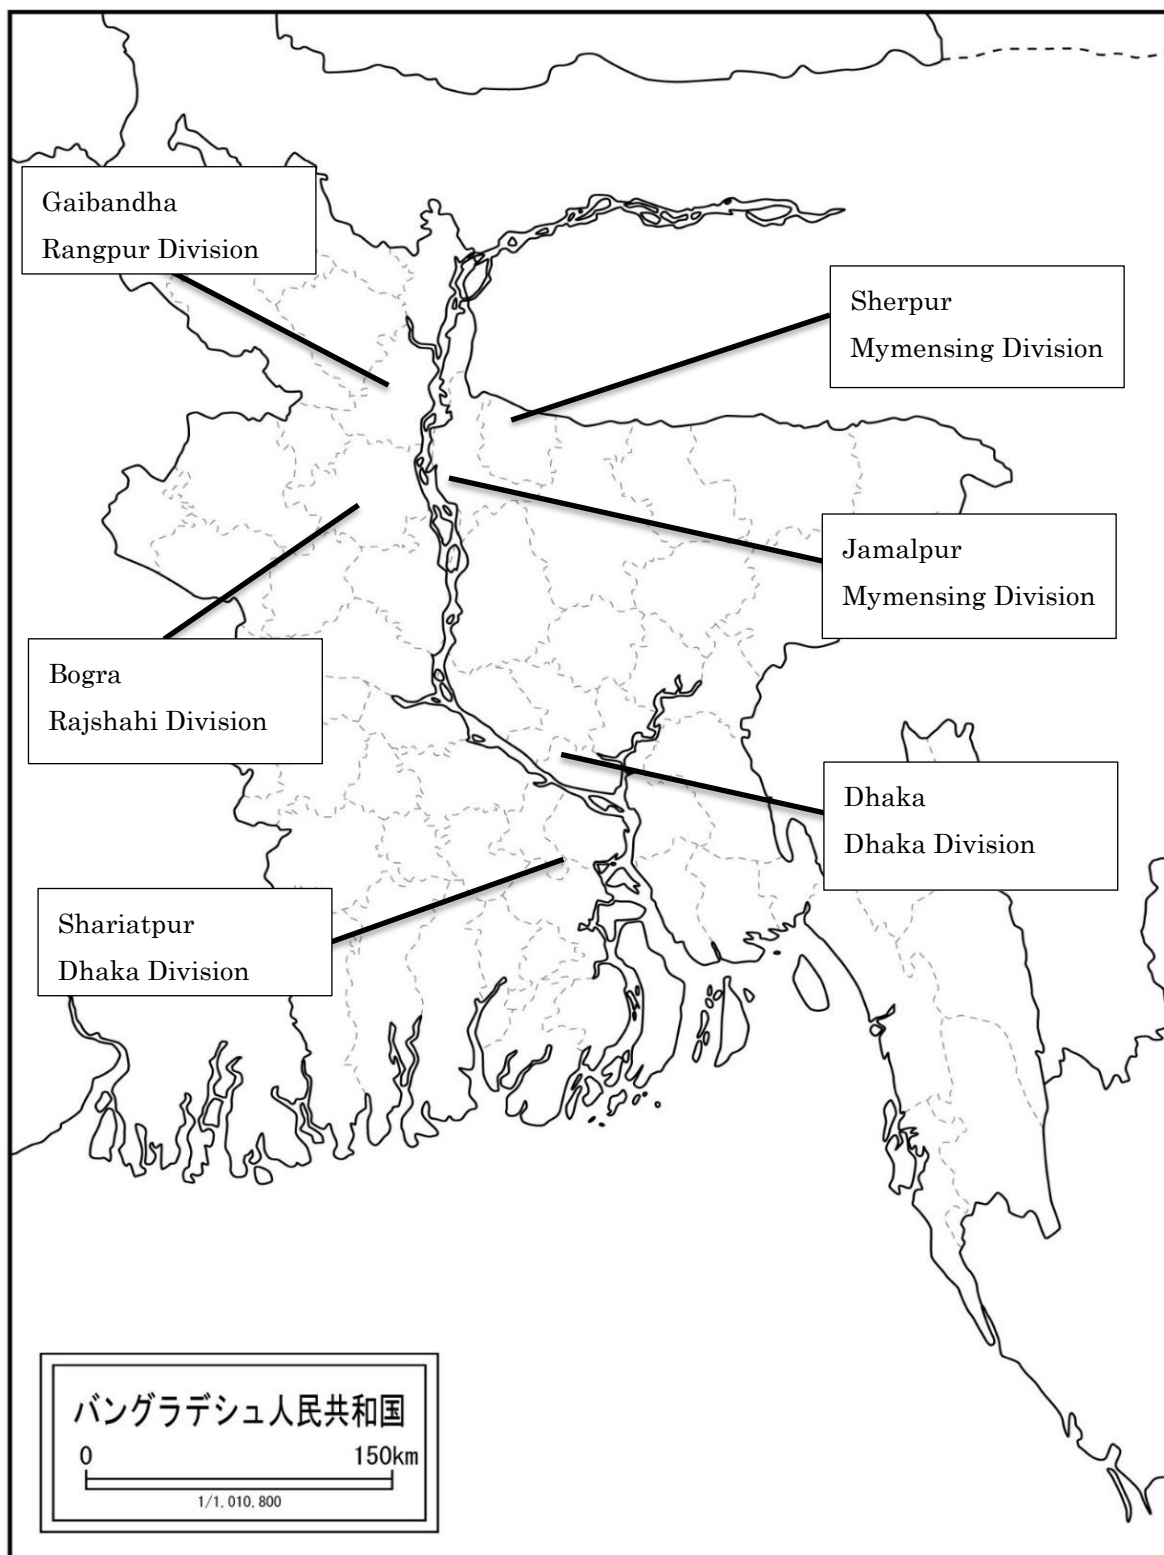 Gaibandha
Rangpur Division
Sherpur
Mymensing Division
Jamalpur
Mymensing Division
Bogra
Rajshahi Division
Dhaka
Dhaka Division
Shariatpur
Dhaka Division
バングラデシュ人民共和国
0 150km
1/1,010,800